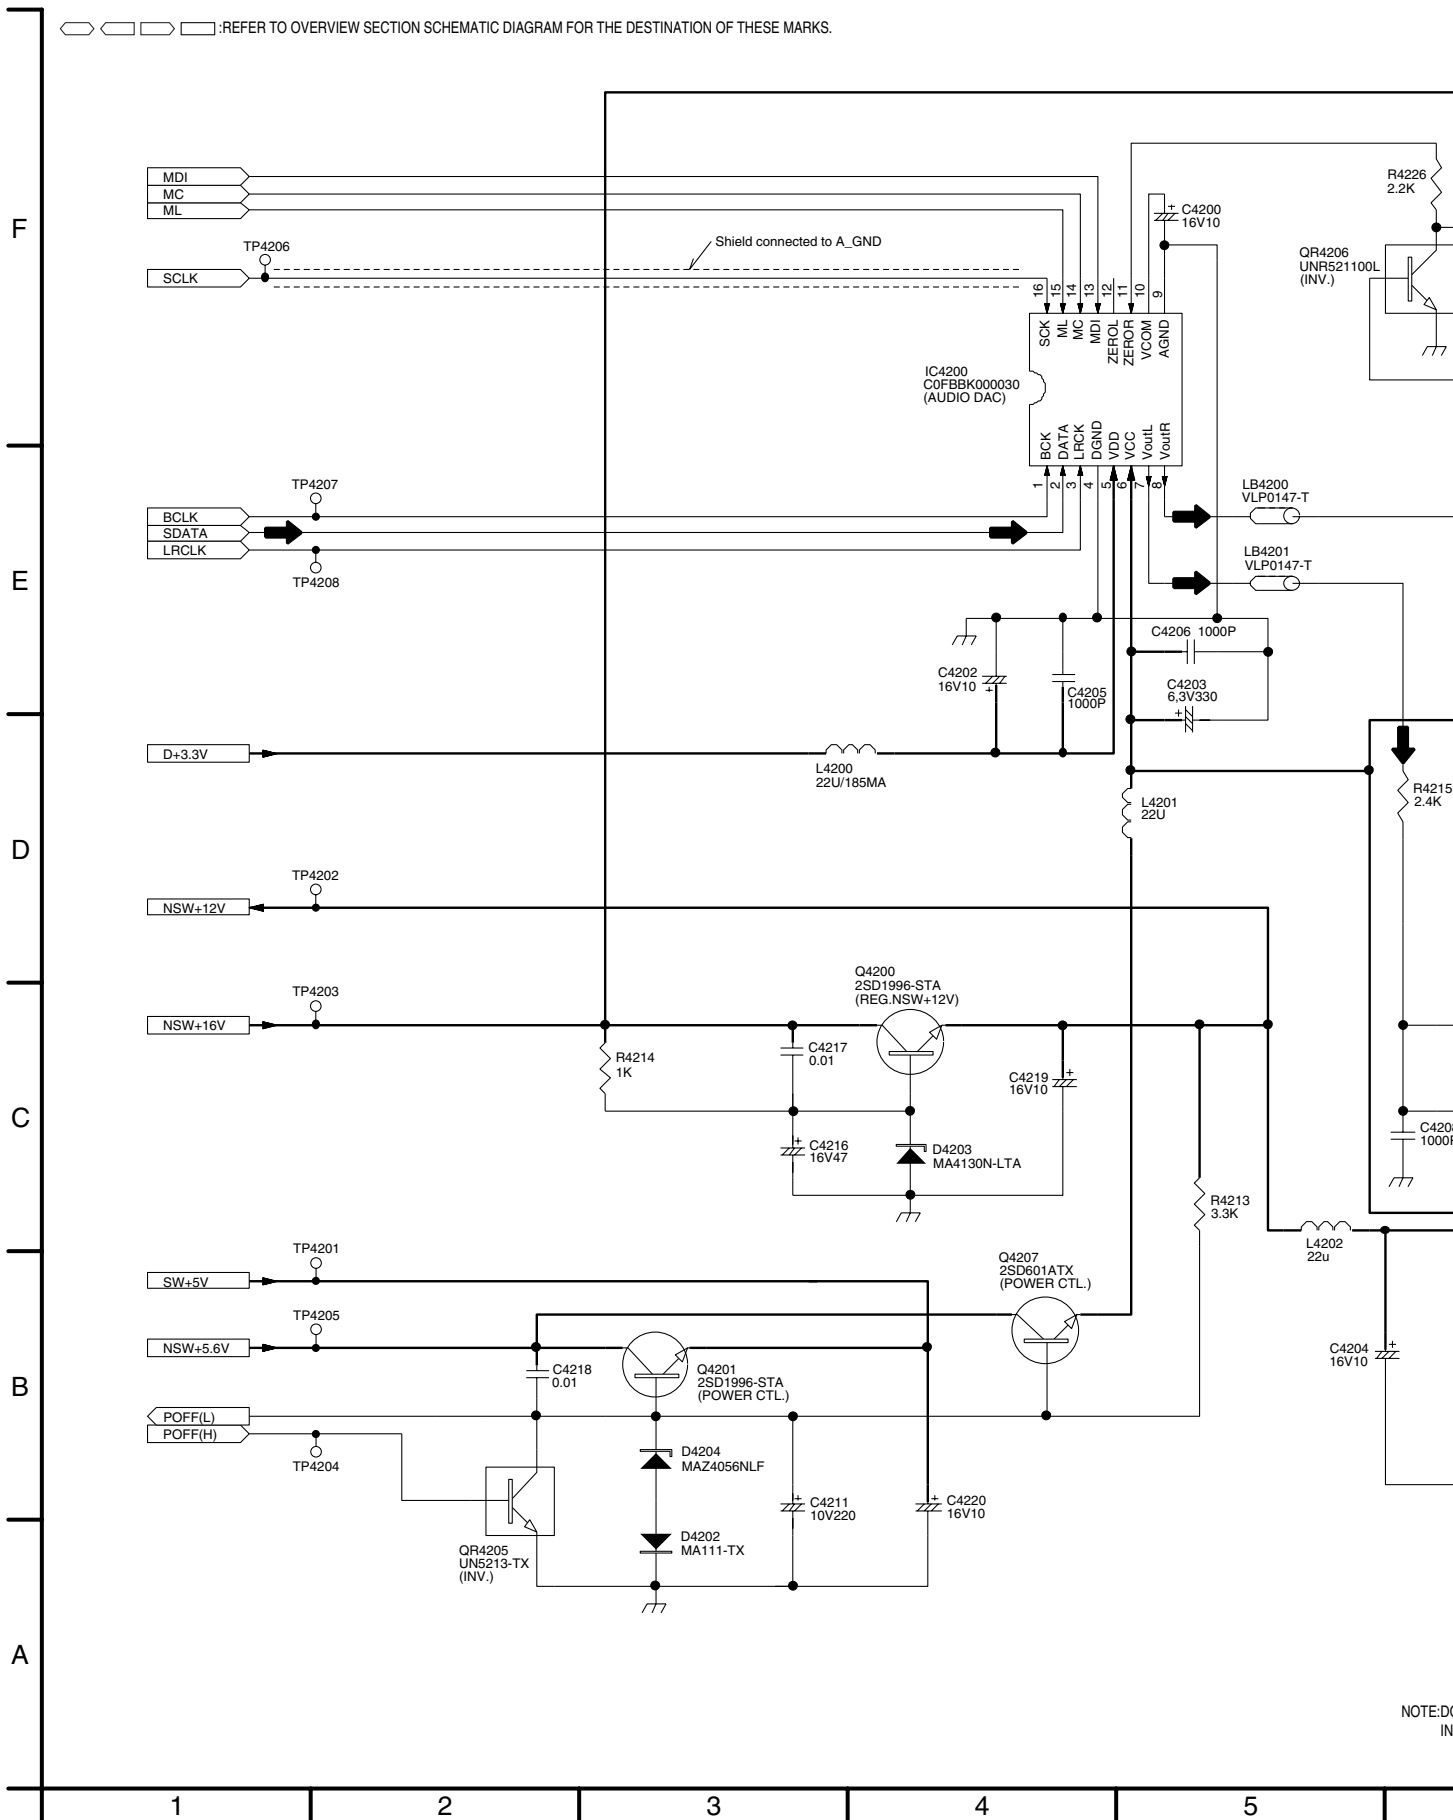 :REFER TO OVERVIEW SECTION SCHEMATIC DIAGRAM FOR THE DESTINATION OF THESE MARKS.
F
MDI
MC
ML
TP4206
SCLK
Shield connected to A_GND
C4200
16V10
R4226
2.2K
QR4206
UNR521100L
(INV.)
16
15
14
13
12
11
10
9
SCK
ML
MC
MDI
ZEROL
ZEROR
VCOM
AGND
IC4200
C0FBBK000030
(AUDIO DAC)
BCK
DATA
LRCK
DGND
VDD
VCC
VoutL
VoutR
1
2
3
4
5
6
7
8
E
TP4207
BCLK
SDATA
LRCLK
TP4208
LB4200
VLP0147-T
LB4201
VLP0147-T
C4206 1000P
C4202
16V10
C4205
1000P
C4203
6,3V330
D
D+3.3V
L4200
22U/185MA
L4201
22U
R4215
2.4K
TP4202
NSW+12V
C
TP4203
NSW+16V
Q4200
2SD1996-STA
(REG.NSW+12V)
R4214
1K
C4217
0.01
C4219
16V10
C4216
16V47
D4203
MA4130N-LTA
R4213
3.3K
C4208
1000P
L4202
22u
B
TP4201
SW+5V
TP4205
NSW+5.6V
Q4207
2SD601ATX
(POWER CTL.)
C4218
0.01
Q4201
2SD1996-STA
(POWER CTL.)
C4204
16V10
POFF(L)
POFF(H)
TP4204
D4204
MAZ4056NLF
C4211
10V220
C4220
16V10
QR4205
UN5213-TX
(INV.)
D4202
MA111-TX
A
NOTE:DO
IN
1
2
3
4
5